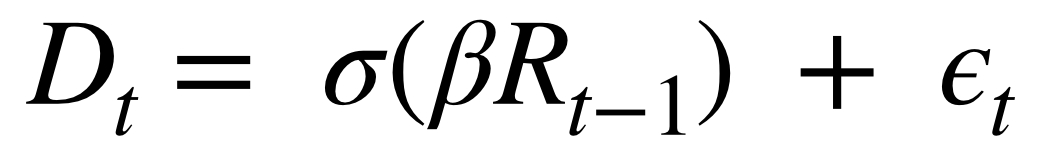 D_t = σ(βR_{t−1}) + ϵ_t